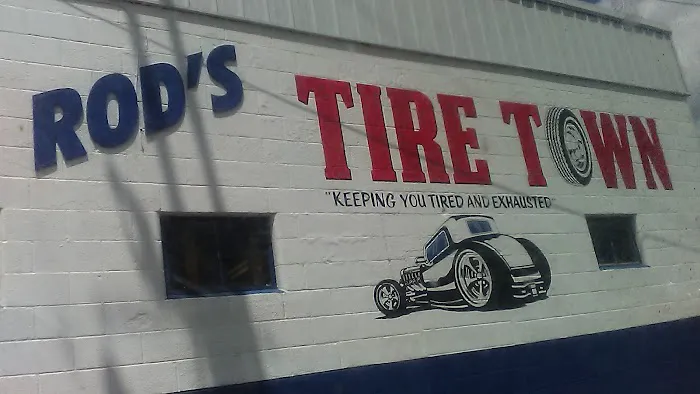 ROD'S
TIRE TOWN
"KEEPING YOU TIRED AND EXHAUSTED